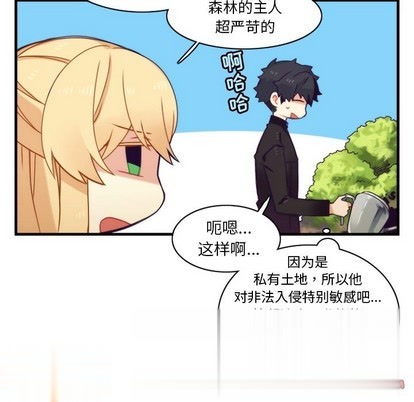 森林的主人
超严苛的
啊哈哈
呃嗯...
这样啊...
因为是
私有土地，所以他
对非法入侵特别敏感吧...